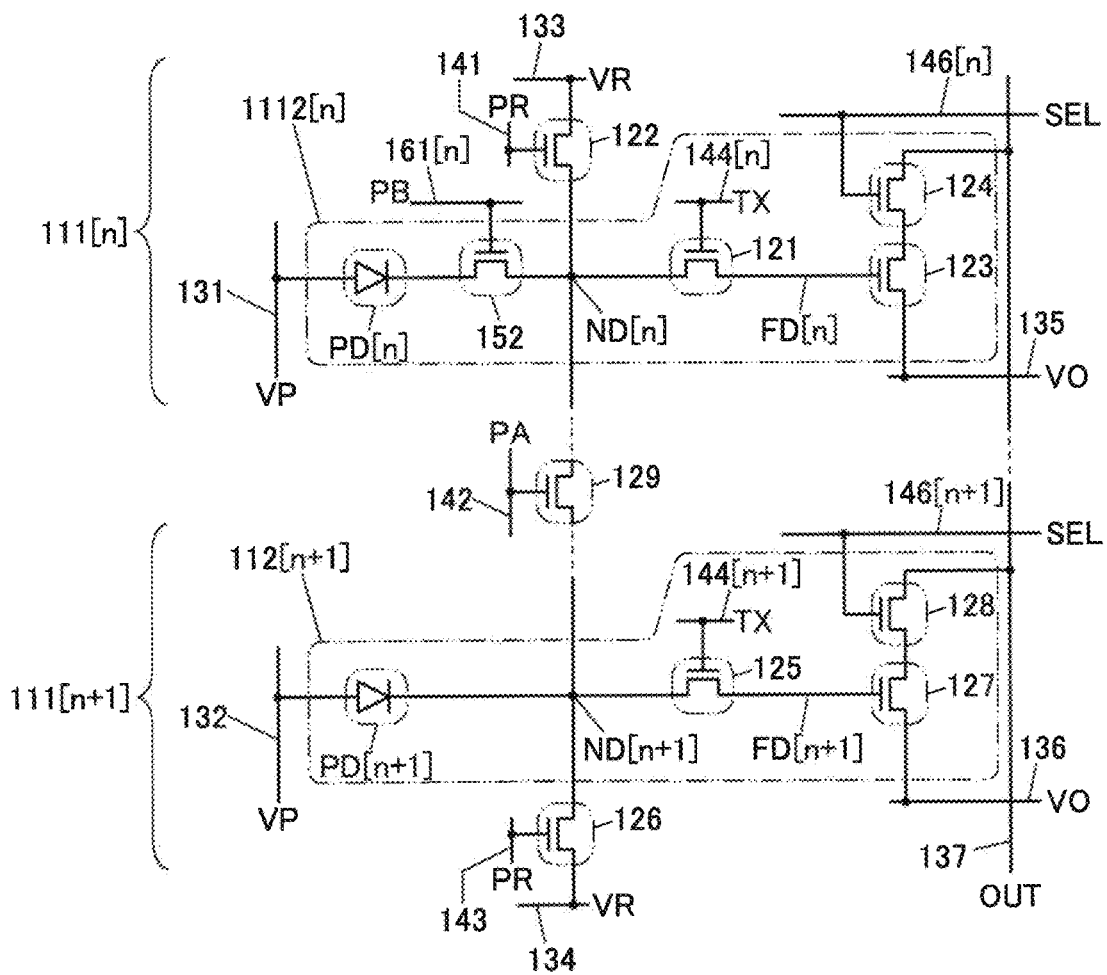 133
146[n]
141
VR
1112[n]
PR
SEL
161[n]
122
144[n]
124
PB
TX
111[n]
121
123
131
ND[n]
FD[n]
135
PD[n]
152
VO
VP
PA
129
146[n+1]
142
SEL
112[n+1]
144[n+1]
128
TX
125
127
111[n+1]
132
ND[n+1]
FD[n+1]
136
PD[n+1]
VO
VP
126
137
PR
143
VR
OUT
134